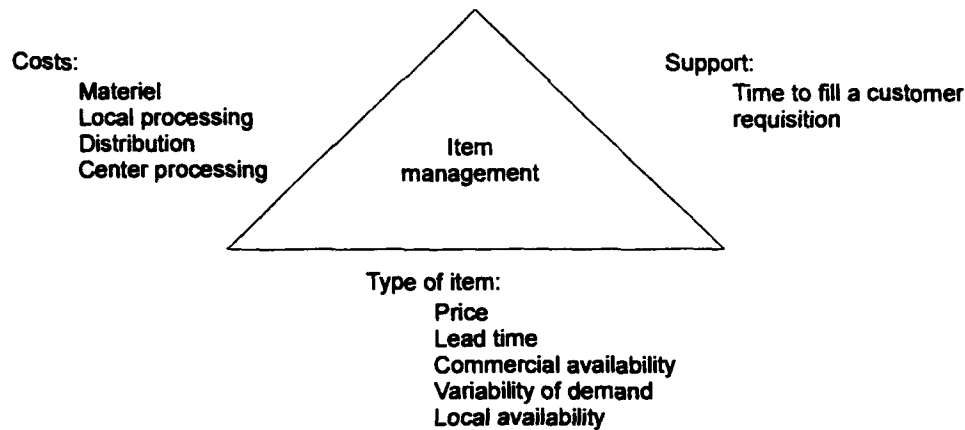 Costs:
Materiel
Local processing
Distribution
Center processing
Support:
Time to fill a customer
requisition
Item
management
Type of item:
Price
Lead time
Commercial availability
Variability of demand
Local availability